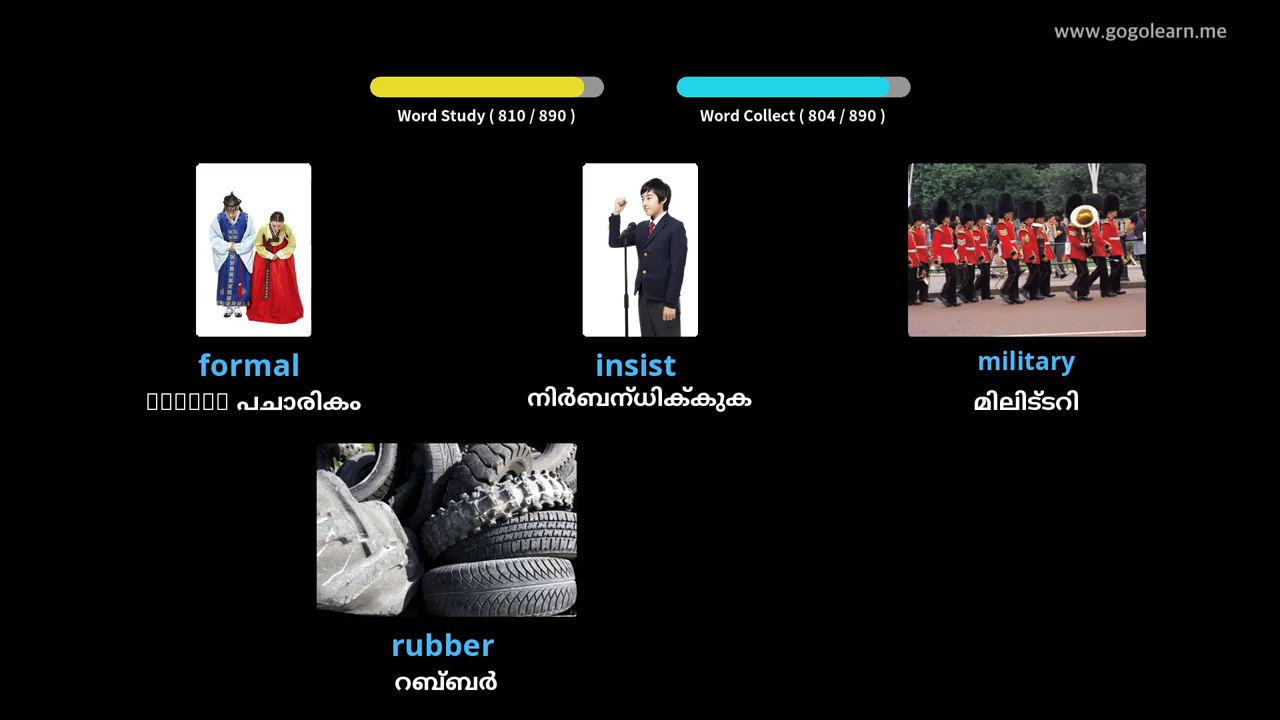 www.gogolearn.me
Word Study ( 810 / 890 )
Word Collect ( 804 / 890 )
formal
insist
military
പചാരികം
നിർബന്ധിക്കുക
മിലിട്ടറി
rubber
റബ്ബർ